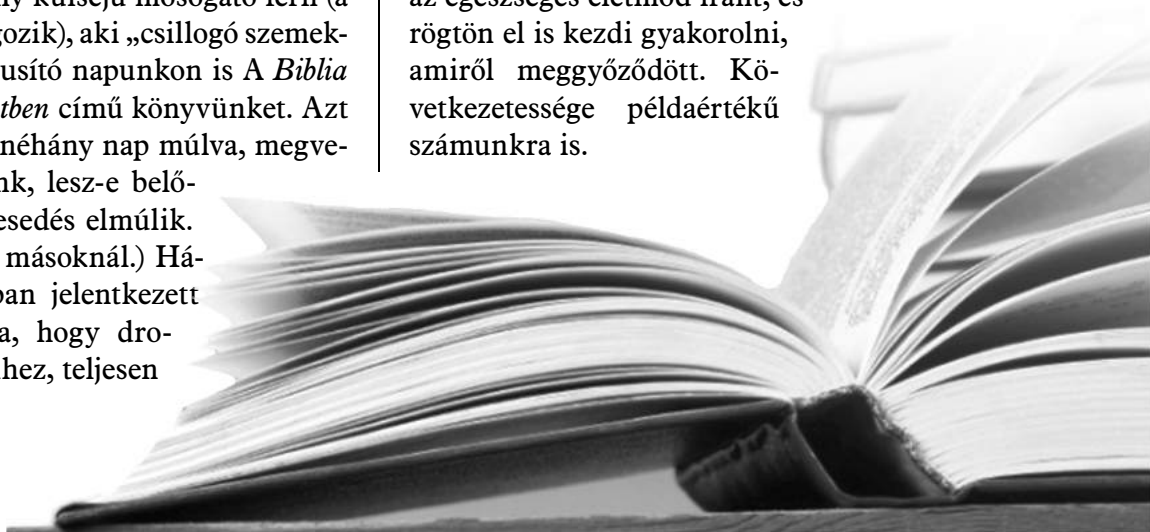 ny külsejű mosogató férfi (a
gozik), aki „csillogó szemek-
usító napunkon is A Biblia
tben című könyvünket. Azt
néhány nap múlva, megve-
nk, lesz-e belő-
esedés elmúlik.
másoknál.) Há-
ban jelentkezett
a, hogy dro-
hez, teljesen
az egészséges életmód iránt, és
rögtön el is kezdi gyakorolni,
amiről meggyőződött. Kö-
vetkezetessége példaértékű
számunkra is.